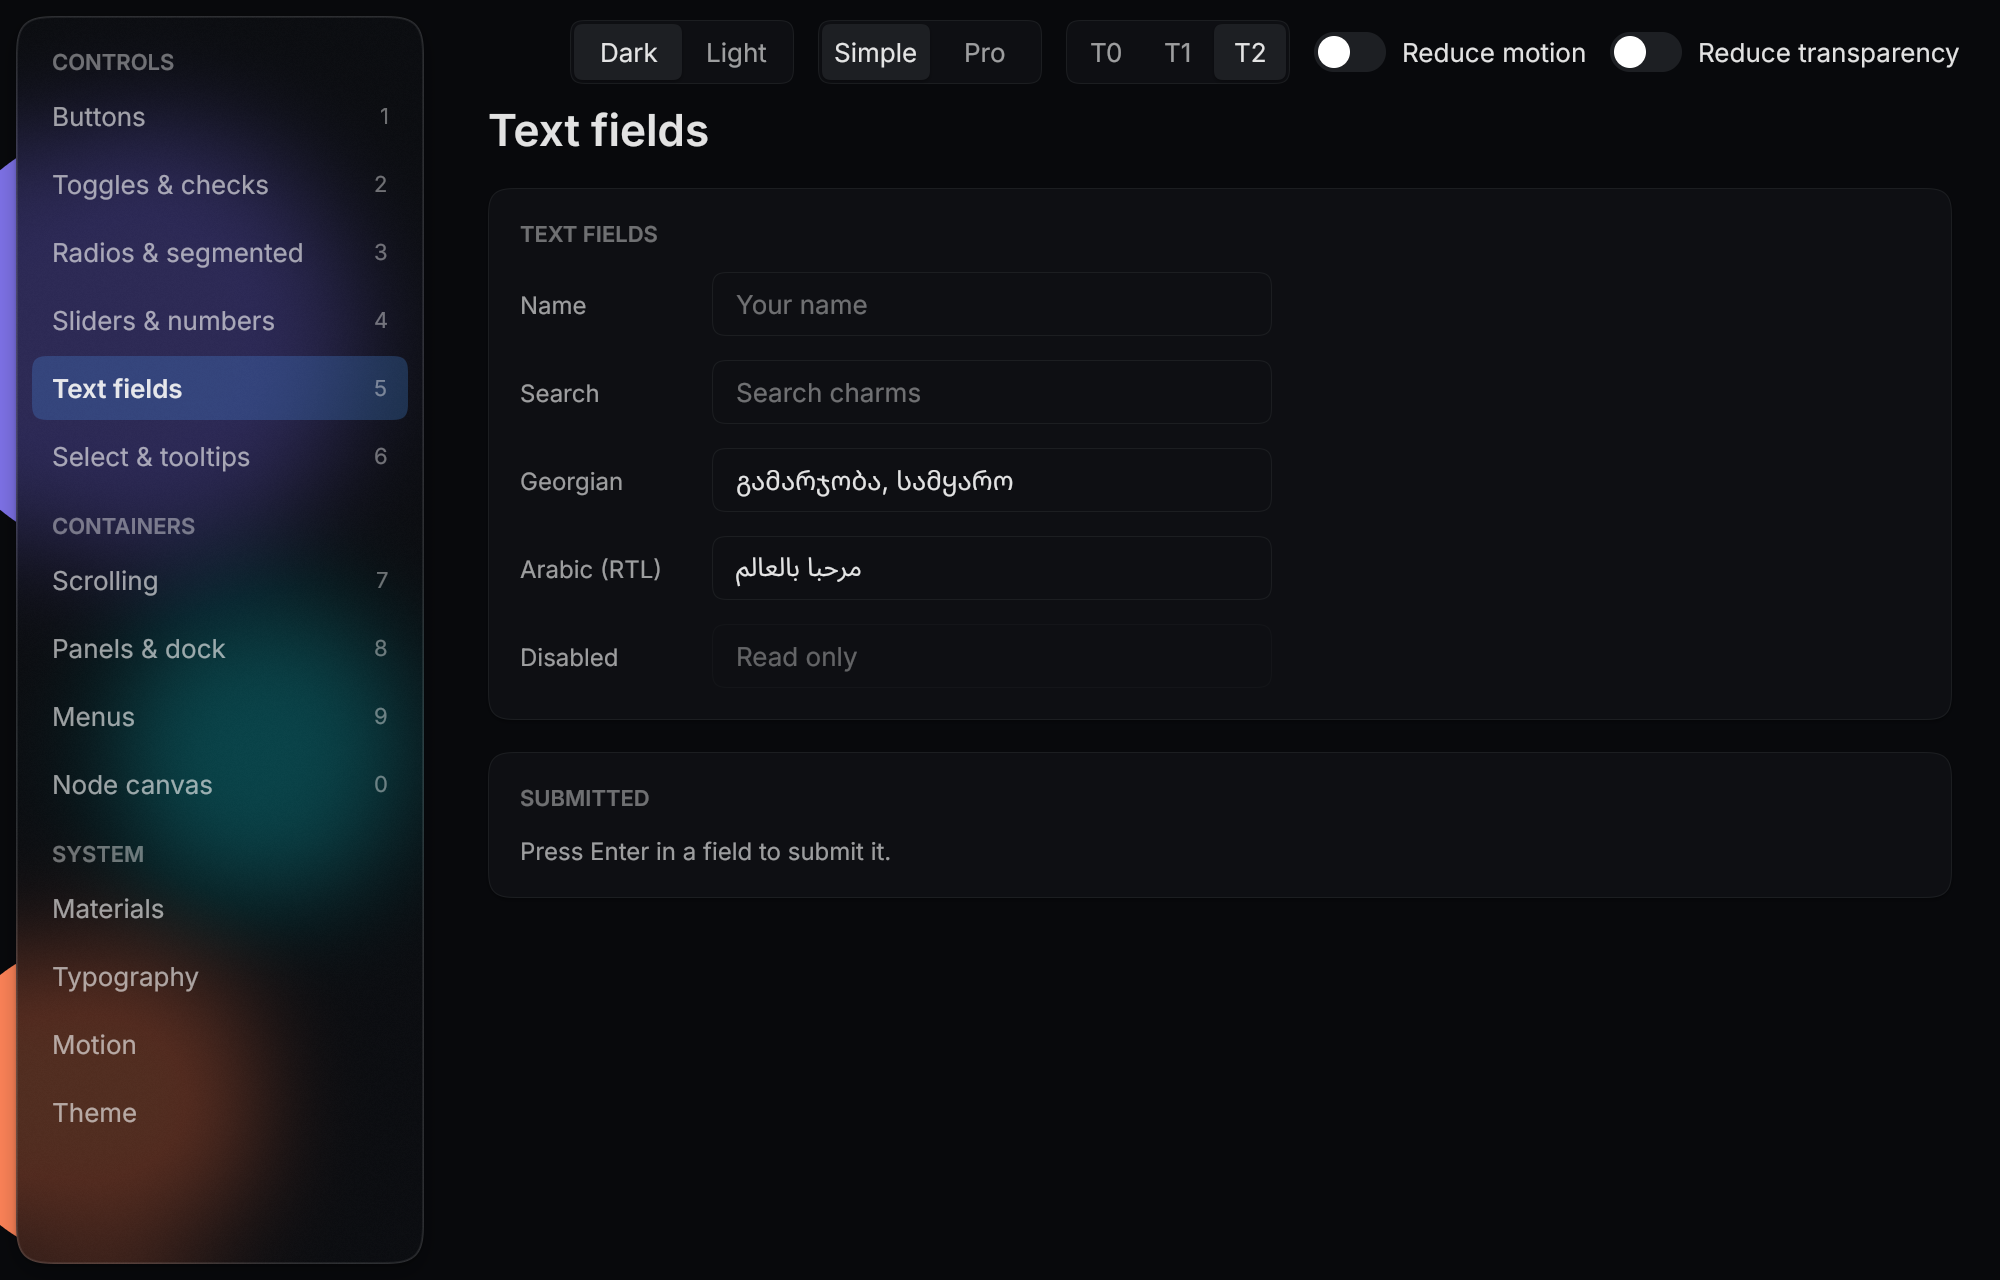 CONTROLS
Buttons 1
Toggles & checks 2
Radios & segmented 3
Sliders & numbers 4
Text fields 5
Select & tooltips 6
CONTAINERS
Scrolling 7
Panels & dock 8
Menus 9
Node canvas 0
SYSTEM
Materials
Typography
Motion
Theme
Dark Light Simple Pro T0 T1 T2 Reduce motion Reduce transparency
Text fields
TEXT FIELDS
Name Your name
Search Search charms
Georgian გამარჯობა, სამყარო
Arabic (RTL) مرحبا بالعالم
Disabled Read only
SUBMITTED
Press Enter in a field to submit it.